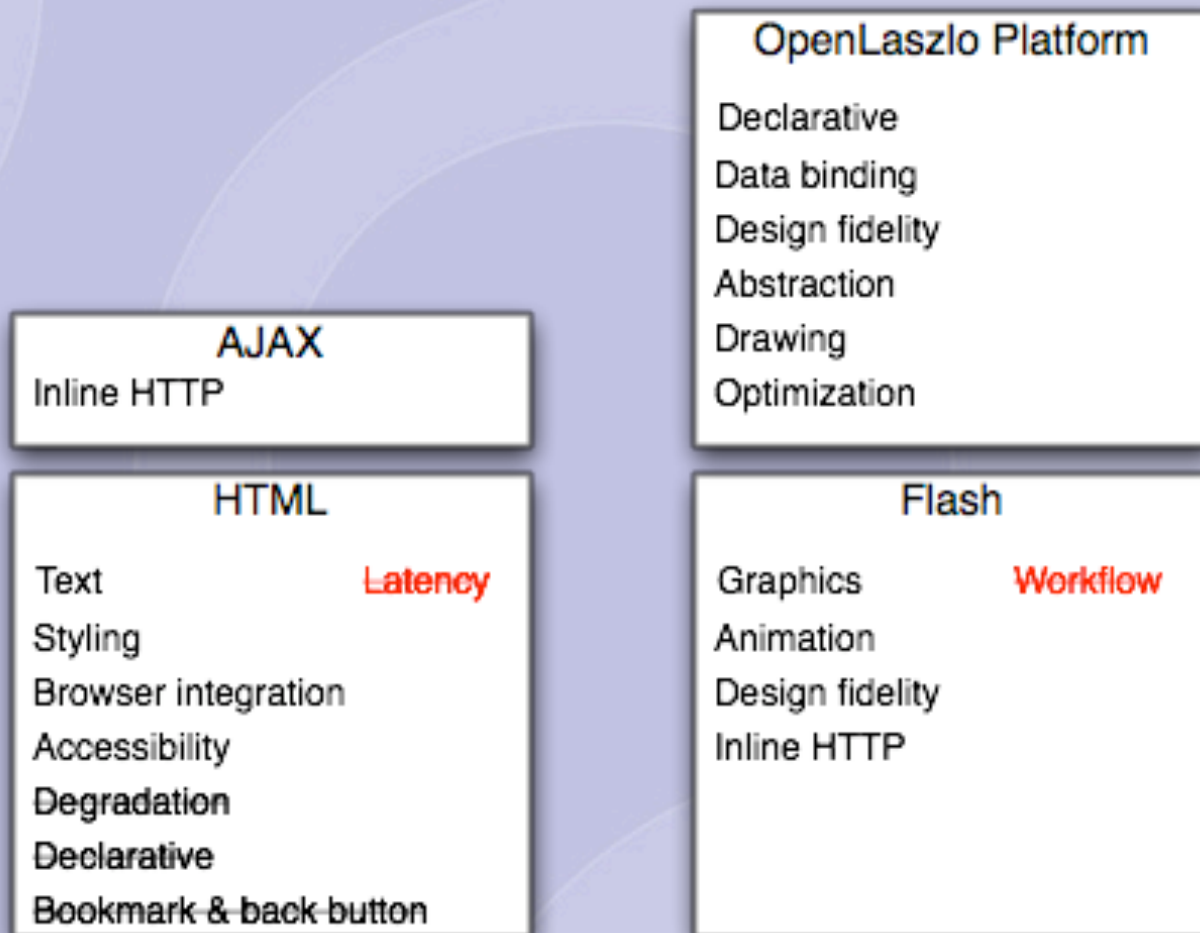 OpenLaszlo Platform
Declarative
Data binding
Design fidelity
Abstraction
Drawing
Optimization
AJAX
Inline HTTP
HTML
Text Latency
Styling
Browser integration
Accessibility
Degradation
Declarative
Bookmark & back button
Flash
Graphics Workflow
Animation
Design fidelity
Inline HTTP